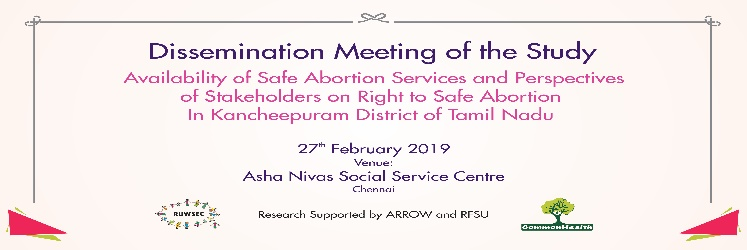 Dissemination Meeting of the Study
Availability of Safe Abortion Services and Perspectives
of Stakeholders on Right to Safe Abortion
In Kancheepuram District of Tamil Nadu
27th February 2019
Venue:
Asha Nivas Social Service Centre
Chennai
RUWSEC
Research Supported by ARROW and RFSU
CommonHealth